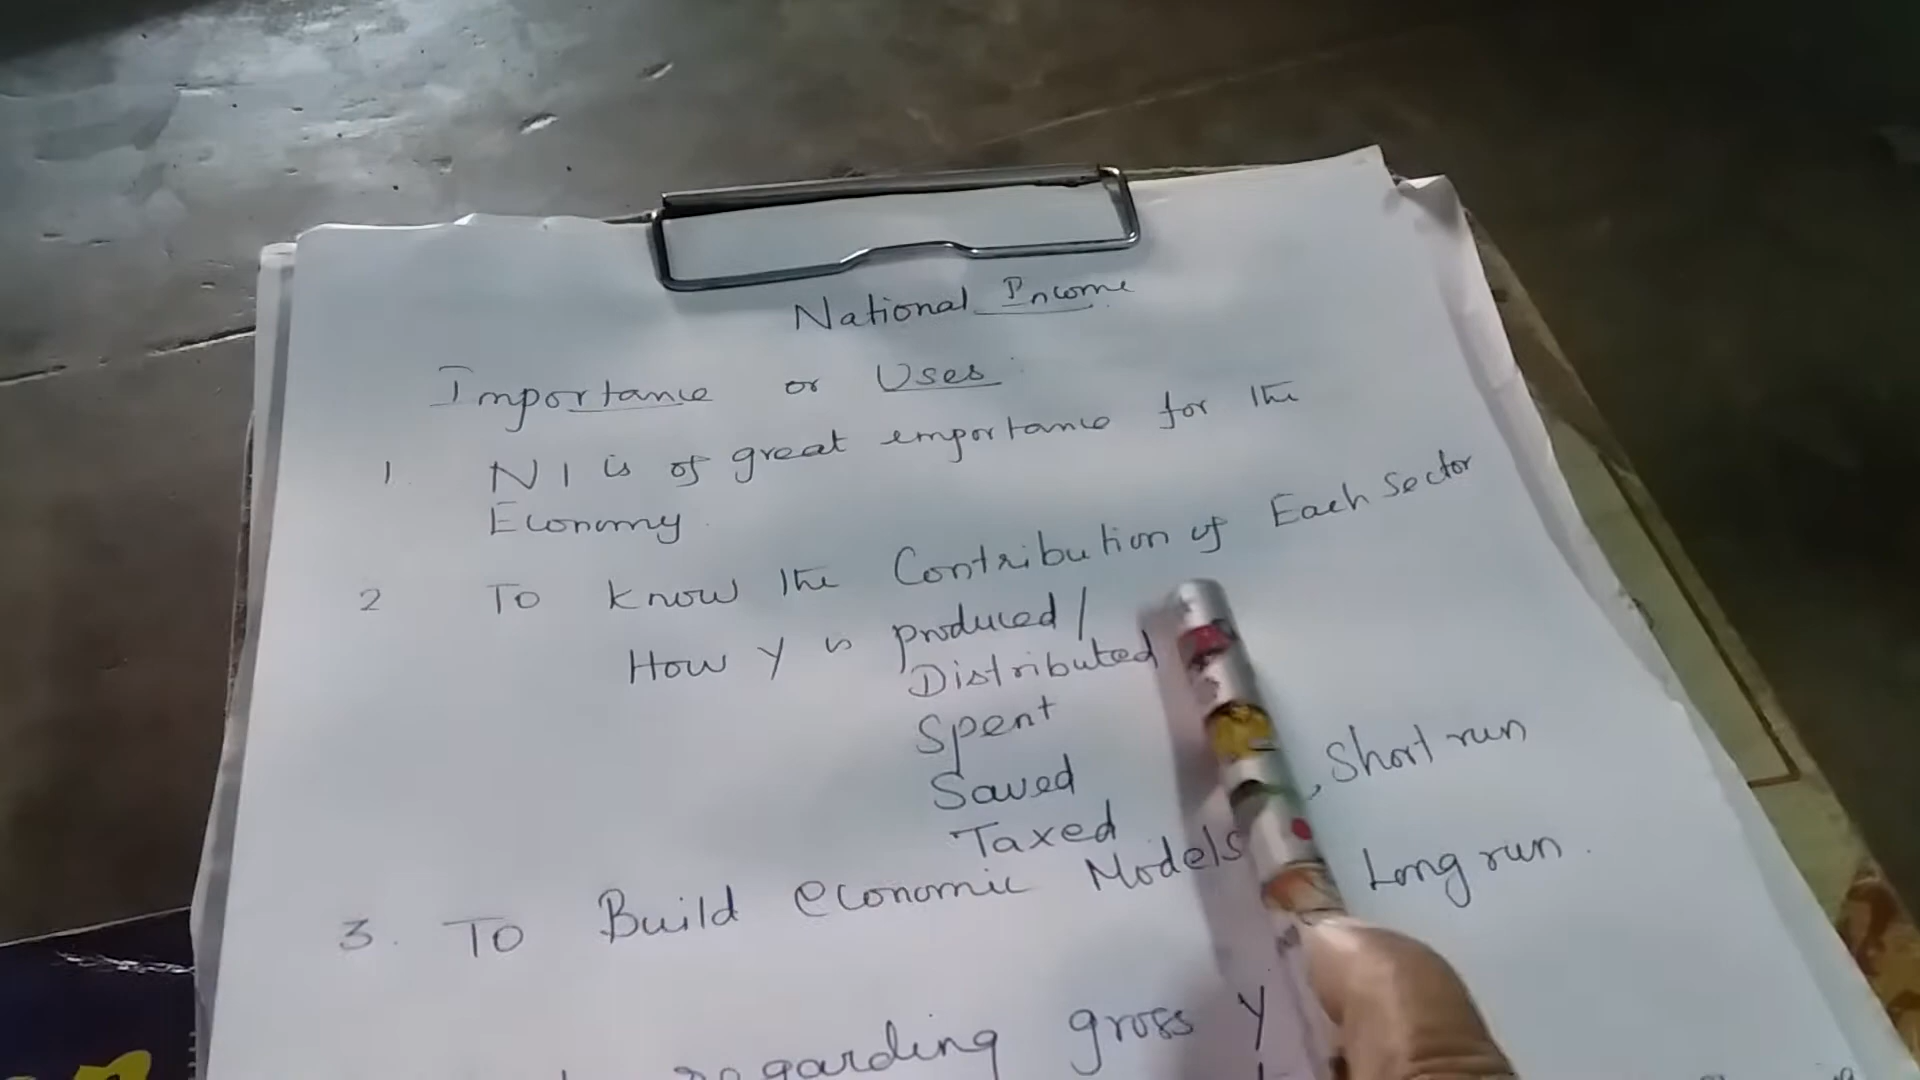 National Income
Importance or Uses
1. NI is of great emportance for the
Economy.
2 To know the Contribution of Each Sector
How Y is produced/
Distributed
Spent
Saved
Taxed
3. To Build economic Models, Short run
Long run.
regarding gross Y